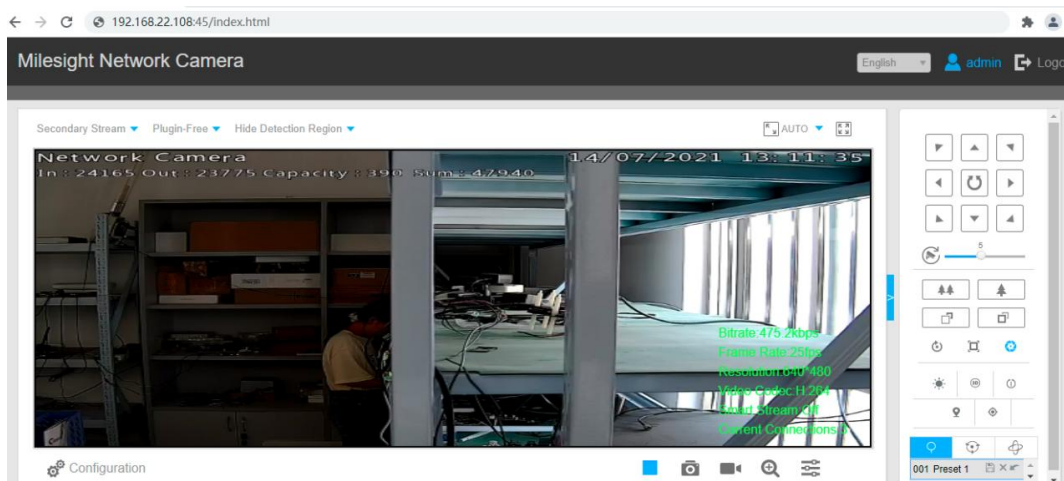 192.168.22.108:45/index.html
Milesight Network Camera
English
admin
Logo
Secondary Stream
Plugin-Free
Hide Detection Region
AUTO
Network Camera
14/07/2021 13:11:35
In:24165 Out:23775 Capacity:390 Sum:47940
Bitrate:475.2kbps
Frame Rate:25fps
Resolution:640*480
Video Codec:H.264
Smart Stream:Off
Current Connections:3
5
Configuration
001 Preset 1